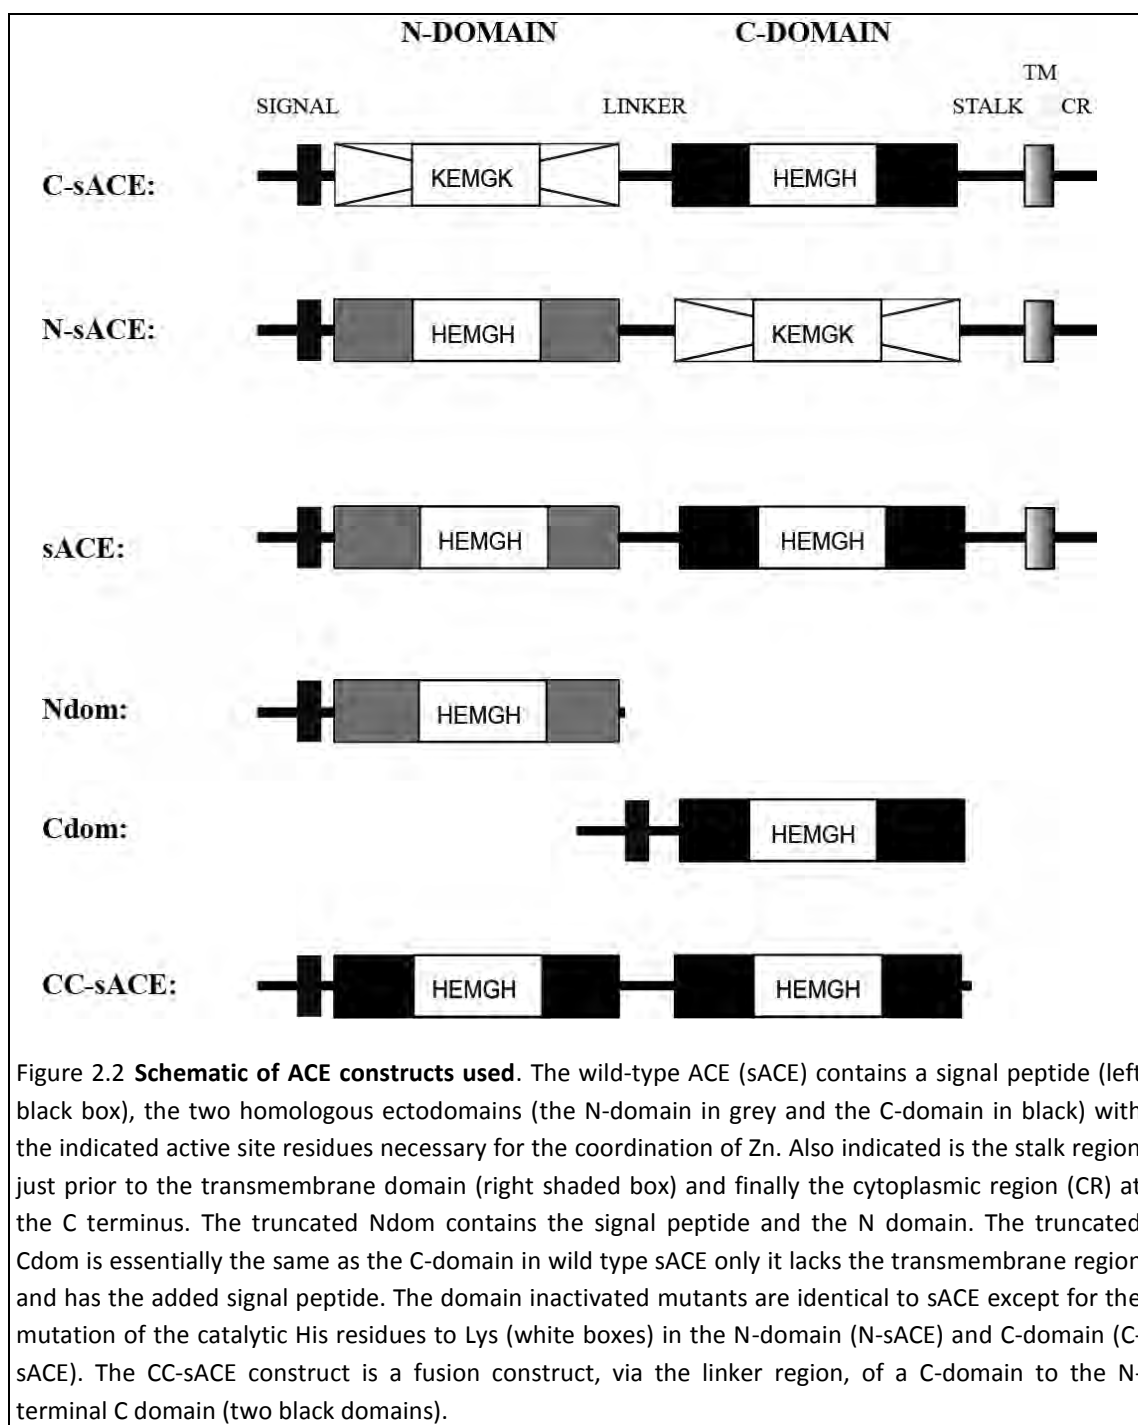 N-DOMAIN C-DOMAIN
TM
SIGNAL LINKER STALK CR
C-sACE: KEMGK HEMGH
N-sACE: HEMGH KEMGK
sACE: HEMGH HEMGH
Ndom: HEMGH
Cdom: HEMGH
CC-sACE: HEMGH HEMGH
Figure 2.2 Schematic of ACE constructs used. The wild-type ACE (sACE) contains a signal peptide (left
black box), the two homologous ectodomains (the N-domain in grey and the C-domain in black) with
the indicated active site residues necessary for the coordination of Zn. Also indicated is the stalk region
just prior to the transmembrane domain (right shaded box) and finally the cytoplasmic region (CR) at
the C terminus. The truncated Ndom contains the signal peptide and the N domain. The truncated
Cdom is essentially the same as the C-domain in wild type sACE only it lacks the transmembrane region
and has the added signal peptide. The domain inactivated mutants are identical to sACE except for the
mutation of the catalytic His residues to Lys (white boxes) in the N-domain (N-sACE) and C-domain (C-
sACE). The CC-sACE construct is a fusion construct, via the linker region, of a C-domain to the N-
terminal C domain (two black domains).